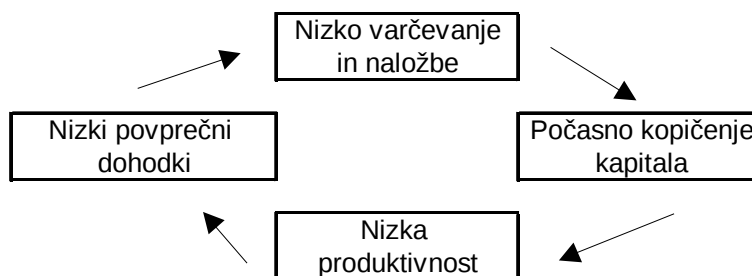 Nizko varčevanje
in naložbe
Nizki povprečni
dohodki
Počasno kopičenje
kapitala
Nizka
produktivnost